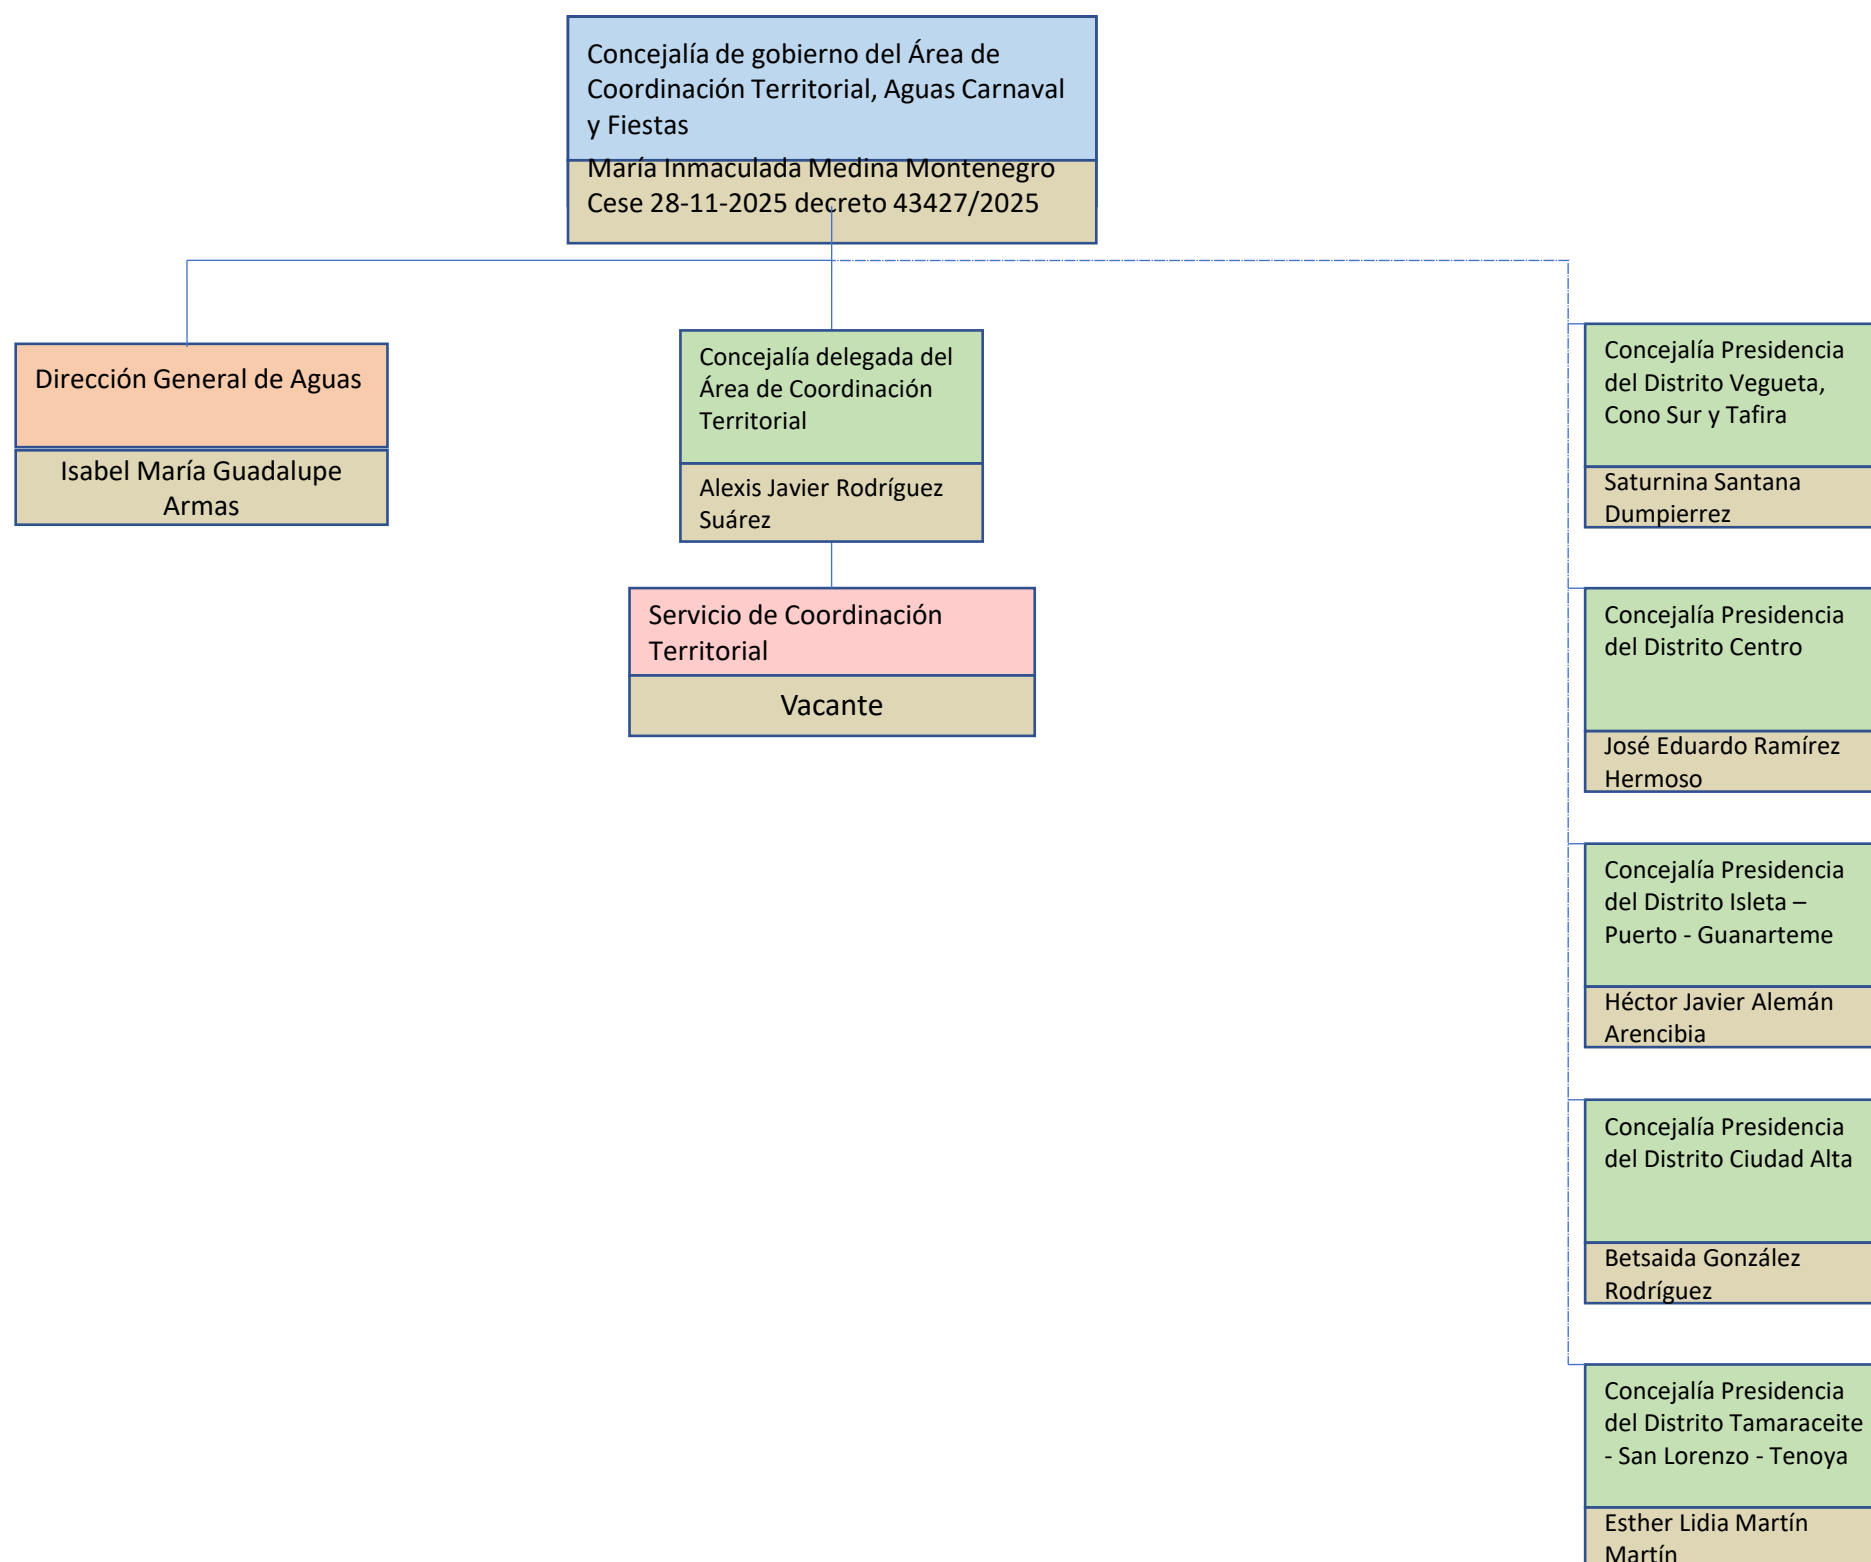 Concejalía de gobierno del Área de
Coordinación Territorial, Aguas Carnaval
y Fiestas
María Inmaculada Medina Montenegro
Cese 28-11-2025 decreto 43427/2025
Dirección General de Aguas
Isabel María Guadalupe
Armas
Concejalía delegada del
Área de Coordinación
Territorial
Alexis Javier Rodríguez
Suárez
Servicio de Coordinación
Territorial
Vacante
Concejalía Presidencia
del Distrito Vegueta,
Cono Sur y Tafira
Saturnina Santana
Dumpierrez
Concejalía Presidencia
del Distrito Centro
José Eduardo Ramírez
Hermoso
Concejalía Presidencia
del Distrito Isleta –
Puerto - Guanarteme
Héctor Javier Alemán
Arencibia
Concejalía Presidencia
del Distrito Ciudad Alta
Betsaida González
Rodríguez
Concejalía Presidencia
del Distrito Tamaraceite
- San Lorenzo - Tenoya
Esther Lidia Martín
Martín